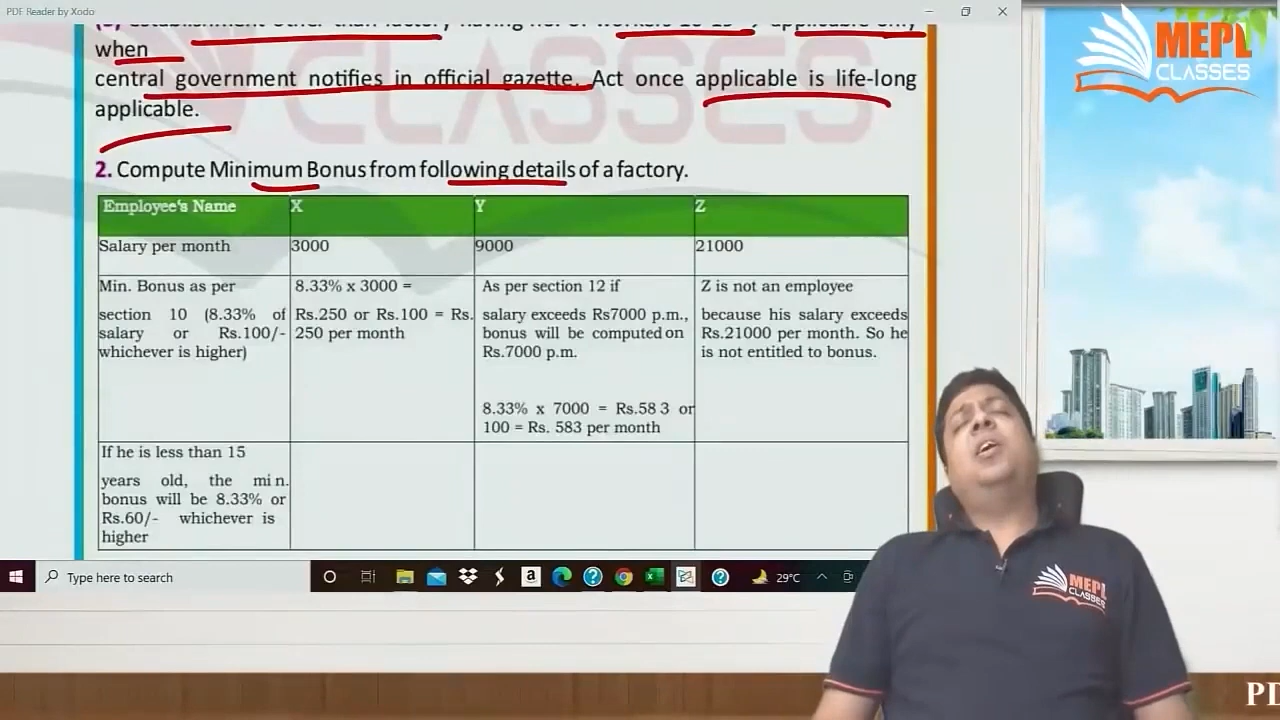 PDF Reader by Xodo
MEPL
CLASSES
when
central government notifies in official gazette. Act once applicable is life-long
applicable.
CLASSES
2. Compute Minimum Bonus from following details of a factory.
Employee's Name X Y Z
Salary per month 3000 9000 21000
Min. Bonus as per
section 10 (8.33% of
salary or Rs.100/-
whichever is higher)
8.33% x 3000 =
Rs.250 or Rs.100 = Rs.
250 per month
As per section 12 if
salary exceeds Rs7000 p.m.,
bonus will be computed on
Rs.7000 p.m.
8.33% x 7000 = Rs.58 3 or
100 = Rs. 583 per month
Z is not an employee
because his salary exceeds
Rs.21000 per month. So he
is not entitled to bonus.
If he is less than 15
years old, the min.
bonus will be 8.33% or
Rs.60/- whichever is
higher
Type here to search
a
29°C
MEPL
CLASSES
PD